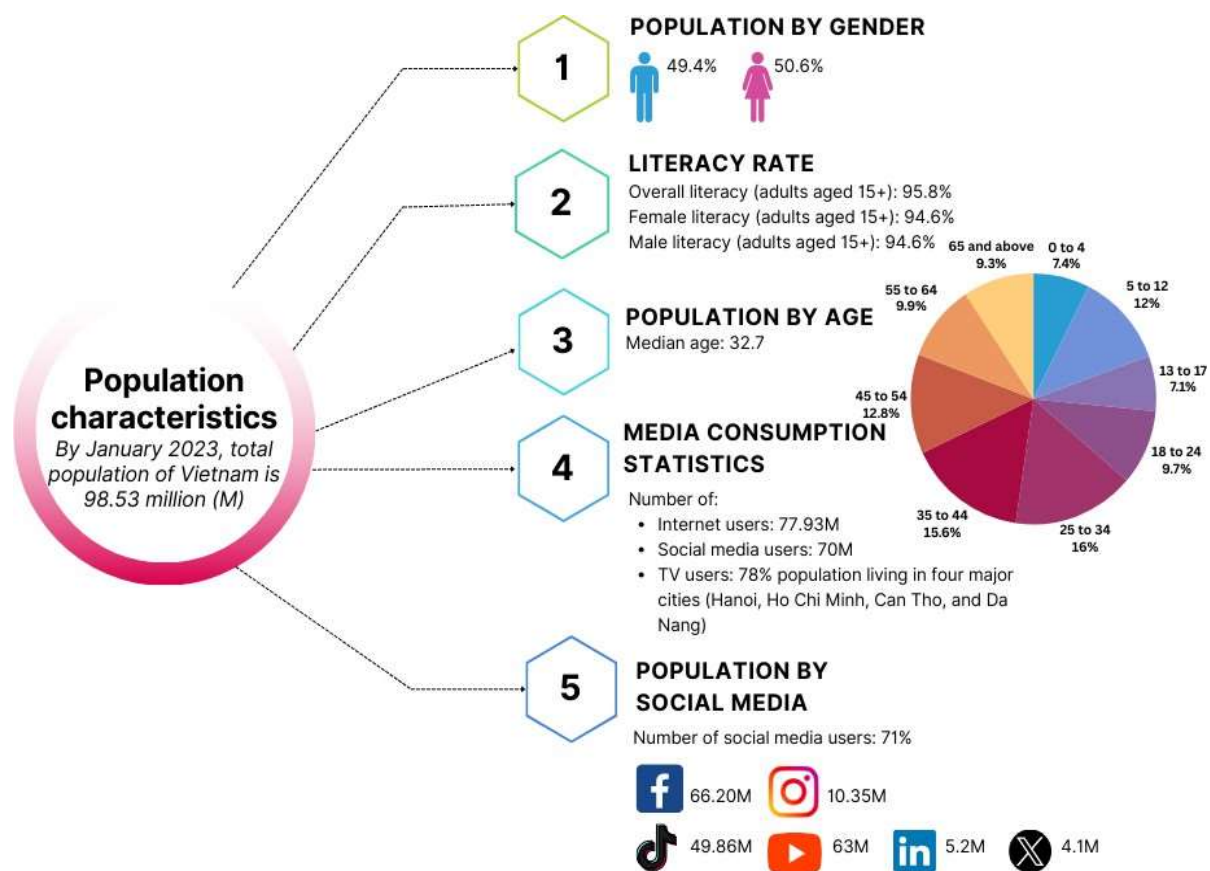 Population
characteristics
By January 2023, total
population of Vietnam is
98.53 million (M)
1
POPULATION BY GENDER
49.4%
50.6%
2
LITERACY RATE
Overall literacy (adults aged 15+): 95.8%
Female literacy (adults aged 15+): 94.6%
Male literacy (adults aged 15+): 94.6%
3
POPULATION BY AGE
Median age: 32.7
0 to 4
7.4%
5 to 12
12%
13 to 17
7.1%
18 to 24
9.7%
25 to 34
16%
35 to 44
15.6%
45 to 54
12.8%
55 to 64
9.9%
65 and above
9.3%
4
MEDIA CONSUMPTION
STATISTICS
Number of:
• Internet users: 77.93M
• Social media users: 70M
• TV users: 78% population living in four major
cities (Hanoi, Ho Chi Minh, Can Tho, and Da
Nang)
5
POPULATION BY
SOCIAL MEDIA
Number of social media users: 71%
66.20M
10.35M
49.86M
63M
in
5.2M
4.1M